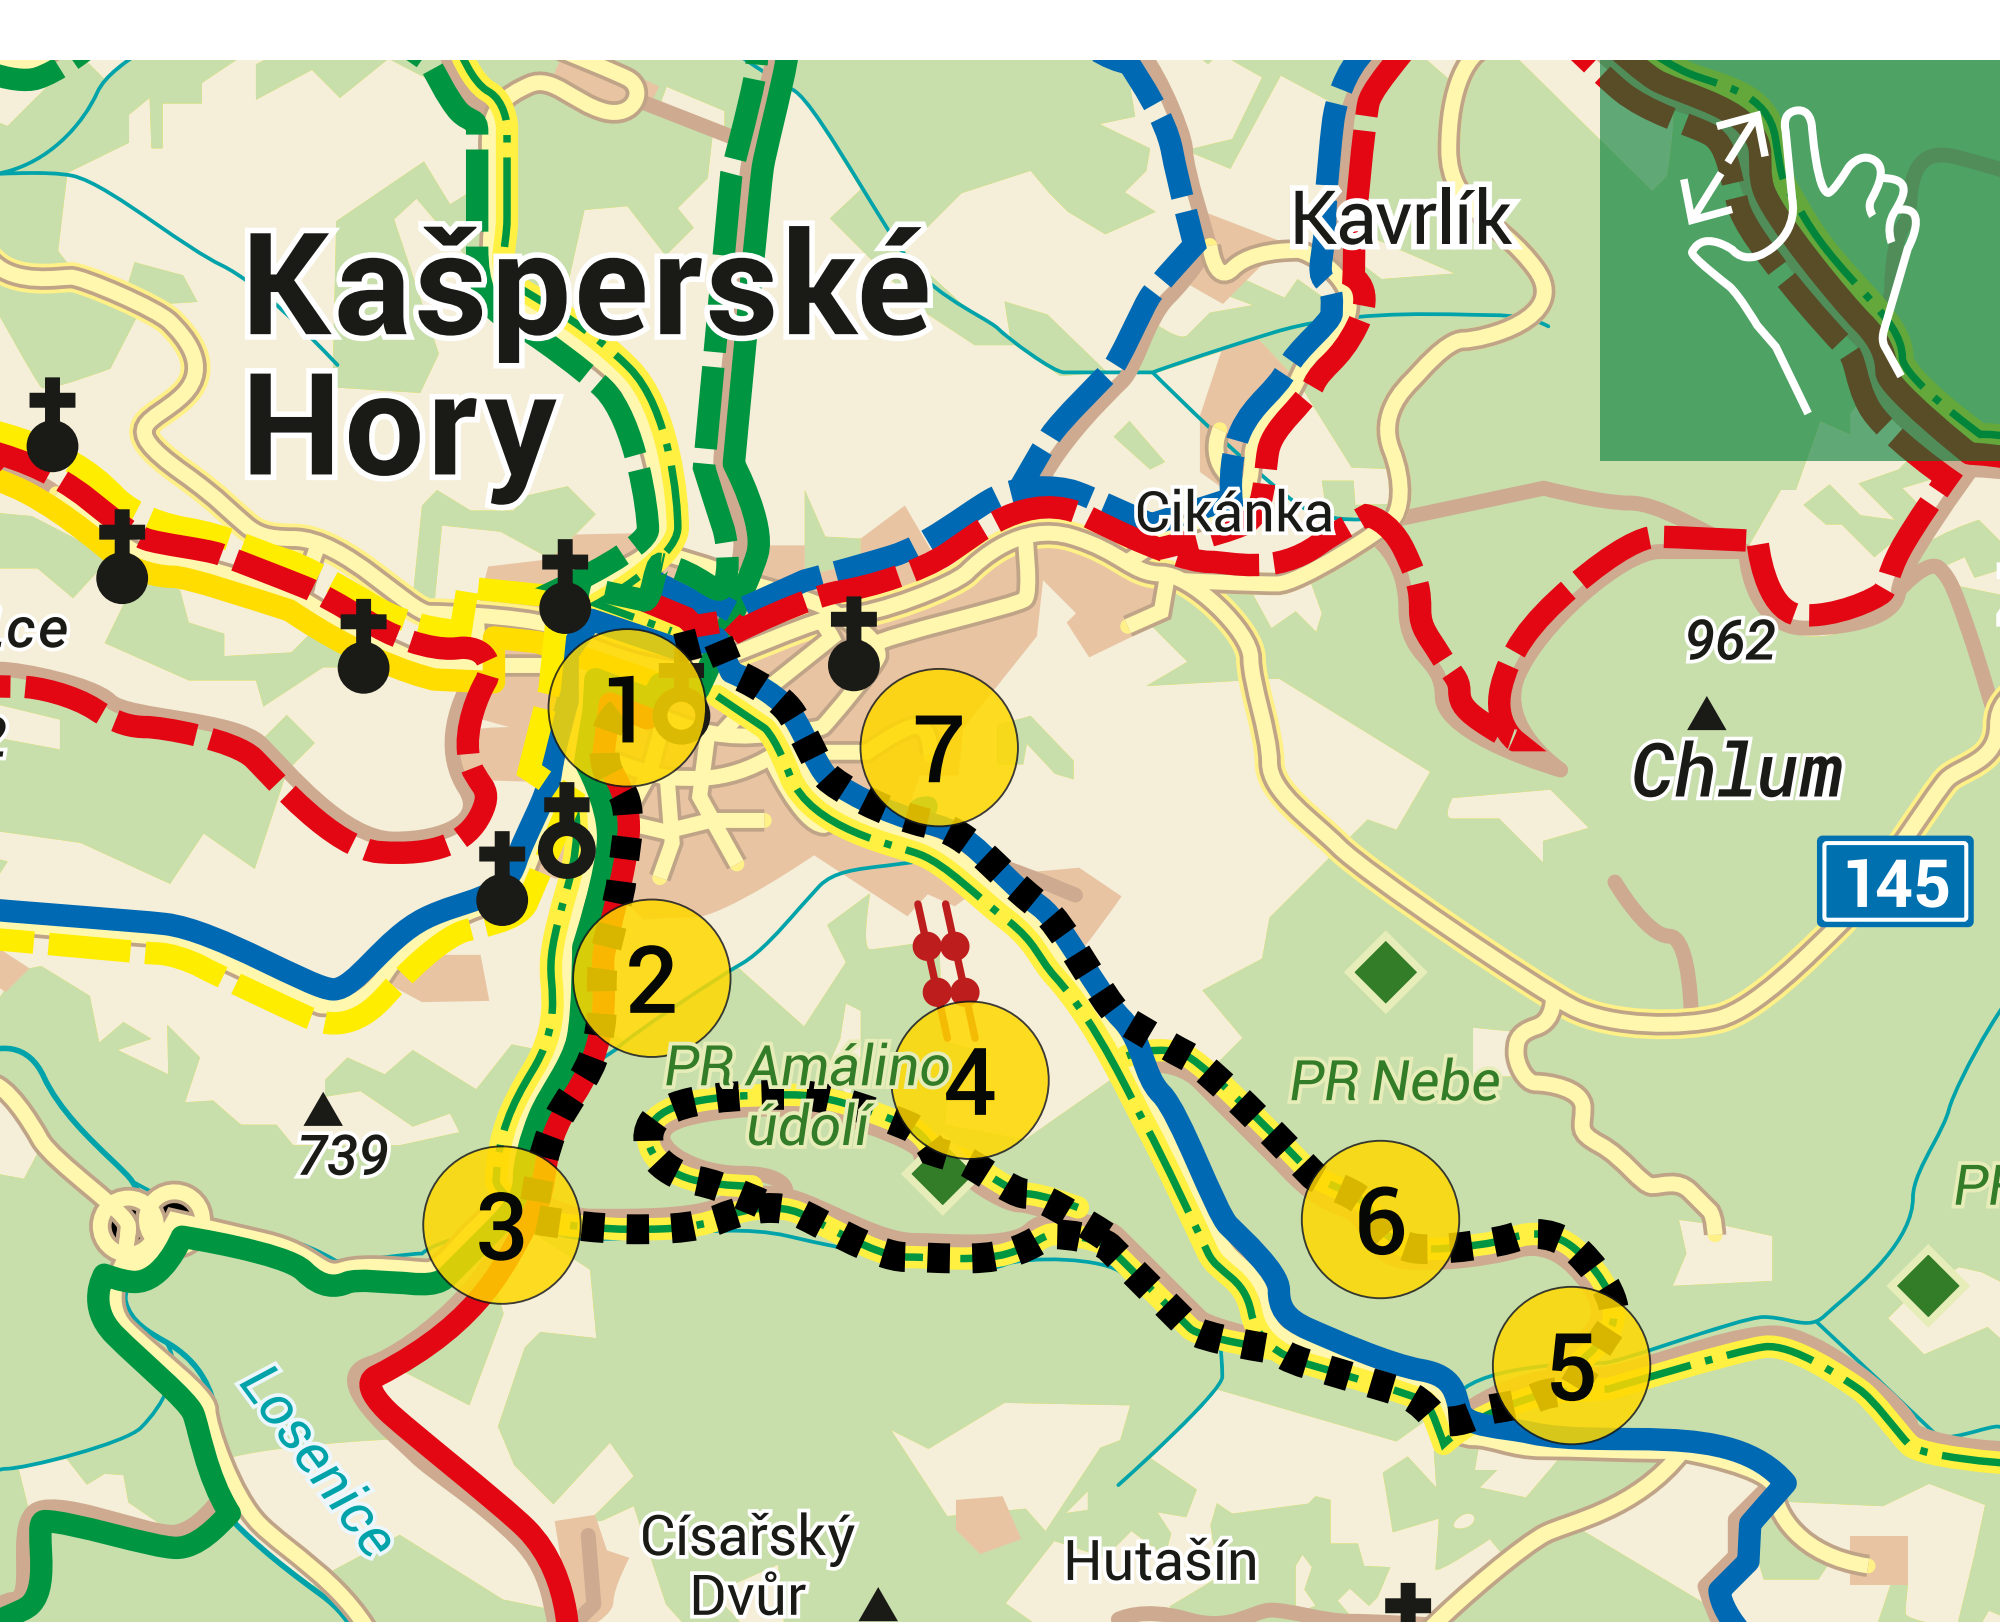 Kavrlík
Kašperské
Hory
Cikánka
ce
962
Chlum
1
7
145
2
PR Amálino
údolí
4
PR Nebe
739
3
6
5
Losenice
Císařský
Dvůr
Hutašín